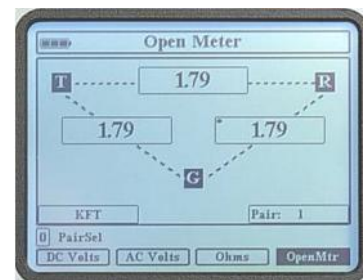 Open Meter
T 1.79 R
1.79 1.79
G
KFT Pair: 1
0 PairSel
DC Volts AC Volts Ohms OpenMtr